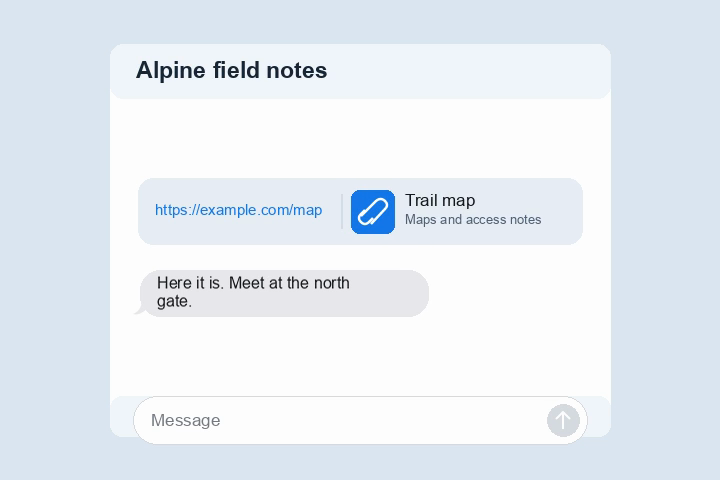 Alpine field notes
https://example.com/map
Trail map
Maps and access notes
Here it is. Meet at the north
gate.
Message